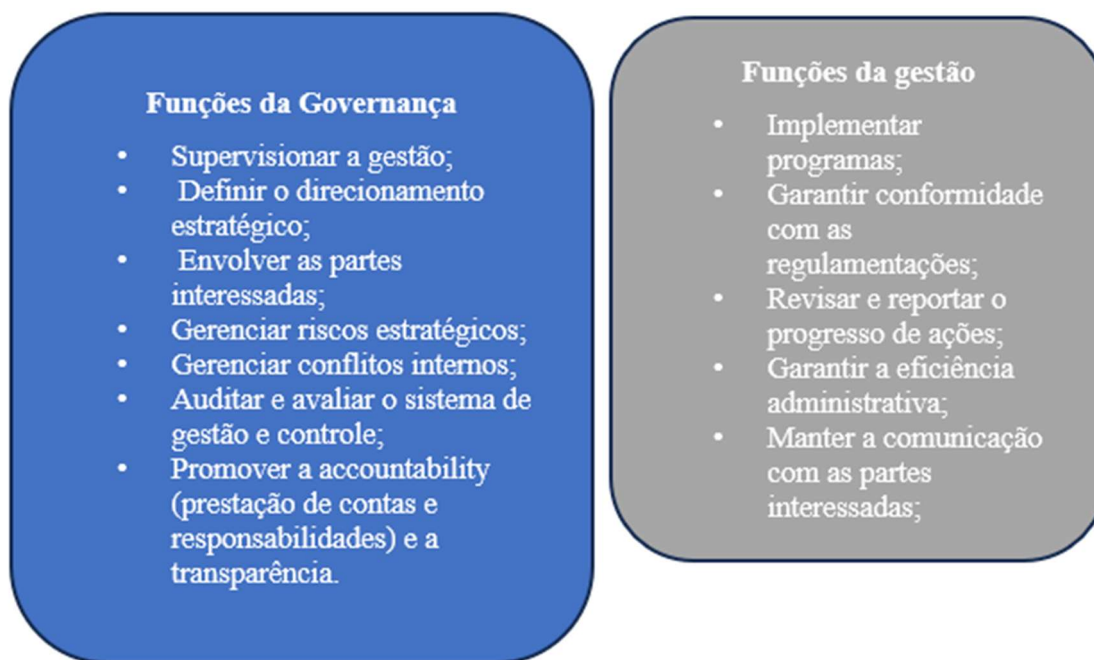 Funções da Governança
• Supervisionar a gestão;
• Definir o direcionamento
estratégico;
• Envolver as partes
interessadas;
• Gerenciar riscos estratégicos;
• Gerenciar conflitos internos;
• Auditar e avaliar o sistema de
gestão e controle;
• Promover a accountability
(prestação de contas e
responsabilidades) e a
transparência.
Funções da gestão
• Implementar
programas;
• Garantir conformidade
com as
regulamentações;
• Revisar e reportar o
progresso de ações;
• Garantir a eficiência
administrativa;
• Manter a comunicação
com as partes
interessadas;